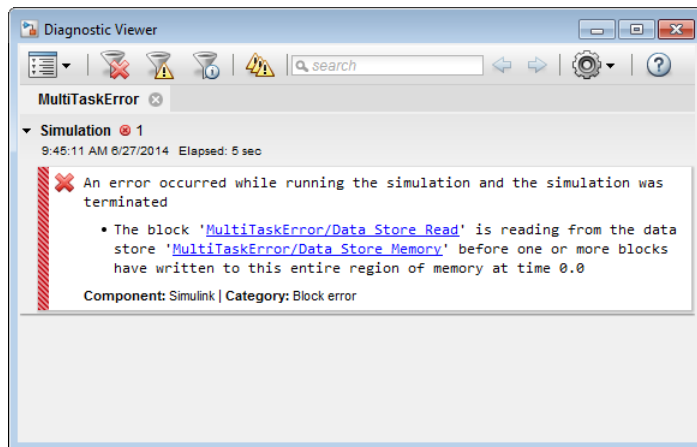 Diagnostic Viewer
search
MultiTaskError
Simulation 1
9:45:11 AM 6/27/2014 Elapsed: 5 sec
An error occurred while running the simulation and the simulation was
terminated
• The block 'MultiTaskError/Data Store Read' is reading from the data
store 'MultiTaskError/Data Store Memory' before one or more blocks
have written to this entire region of memory at time 0.0
Component: Simulink | Category: Block error